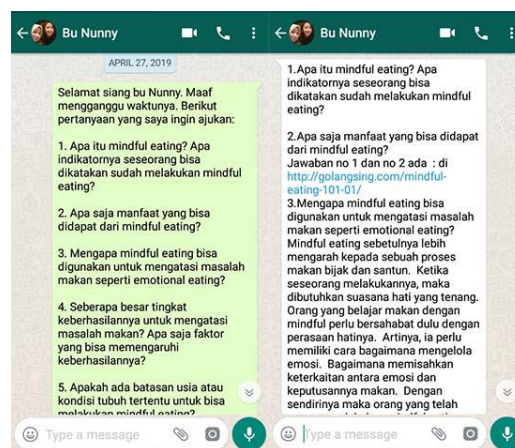 Bu Nunny
APRIL 27, 2019
Selamat siang bu Nunny. Maaf
mengganggu waktunya. Berikut
pertanyaan yang saya ingin ajukan:
1. Apa itu mindful eating? Apa
indikatornya seseorang bisa
dikatakan sudah melakukan mindful
eating?
2. Apa saja manfaat yang bisa
didapat dari mindful eating?
3. Mengapa mindful eating bisa
digunakan untuk mengatasi masalah
makan seperti emotional eating?
4. Seberapa besar tingkat
keberhasilannya untuk mengatasi
masalah makan? Apa saja faktor
yang bisa memengaruhi
keberhasilannya?
5. Apakah ada batasan usia atau
kondisi tubuh tertentu untuk bisa
melakukan mindful eating?
Type a message
Bu Nunny
1.Apa itu mindful eating? Apa
indikatornya seseorang bisa
dikatakan sudah melakukan mindful
eating?
2.Apa saja manfaat yang bisa didapat
dari mindful eating?
Jawaban no 1 dan no 2 ada : di
http://golangsing.com/mindful-
eating-101-01/
3.Mengapa mindful eating bisa
digunakan untuk mengatasi masalah
makan seperti emotional eating?
Mindful eating sebetulnya lebih
mengarah kepada sebuah proses
makan bijak dan santun. Ketika
seseorang melakukannya, maka
dibutuhkan suasana hati yang tenang.
Orang yang belajar makan dengan
mindful perlu bersahabat dulu dengan
perasaan hatinya. Artinya, ia perlu
memiliki cara bagaimana mengelola
emosi. Bagaimana memisahkan
keterkaitan antara emosi dan
keputusannya makan. Dengan
sendirinya maka orang yang telah
Type a message